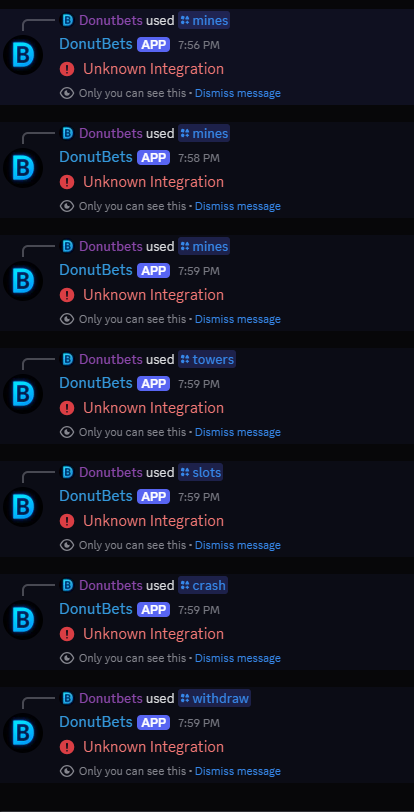 Donutbets used mines
DonutBets APP 7:56 PM
Unknown Integration
Only you can see this • Dismiss message
Donutbets used mines
DonutBets APP 7:58 PM
Unknown Integration
Only you can see this • Dismiss message
Donutbets used mines
DonutBets APP 7:59 PM
Unknown Integration
Only you can see this • Dismiss message
Donutbets used towers
DonutBets APP 7:59 PM
Unknown Integration
Only you can see this • Dismiss message
Donutbets used slots
DonutBets APP 7:59 PM
Unknown Integration
Only you can see this • Dismiss message
Donutbets used crash
DonutBets APP 7:59 PM
Unknown Integration
Only you can see this • Dismiss message
Donutbets used withdraw
DonutBets APP 7:59 PM
Unknown Integration
Only you can see this • Dismiss message